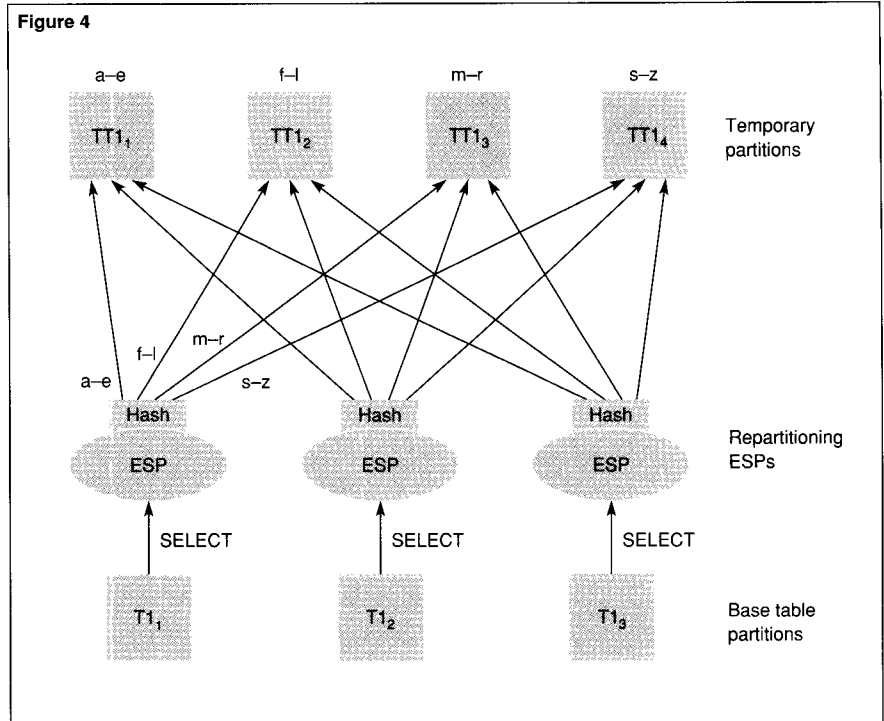 Figure 4
a–e
f–l
m–r
s–z
TT1₁
TT1₂
TT1₃
TT1₄
Temporary
partitions
a–e
f–l
m–r
s–z
Hash
Hash
Hash
ESP
ESP
ESP
Repartitioning
ESPs
SELECT
SELECT
SELECT
T1₁
T1₂
T1₃
Base table
partitions